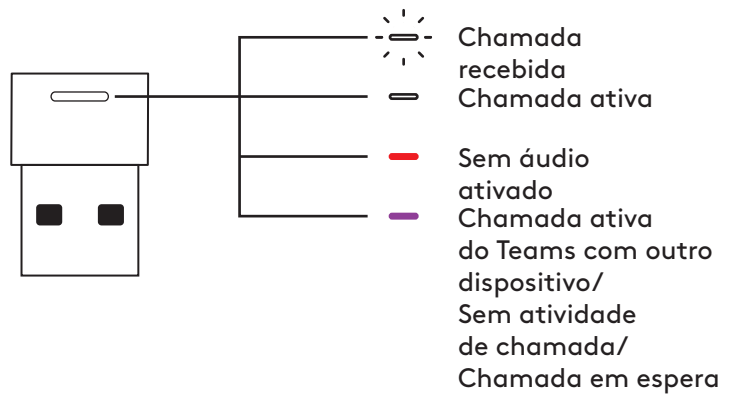 Chamada
recebida
Chamada ativa
Sem áudio
ativado
Chamada ativa
do Teams com outro
dispositivo/
Sem atividade
de chamada/
Chamada em espera